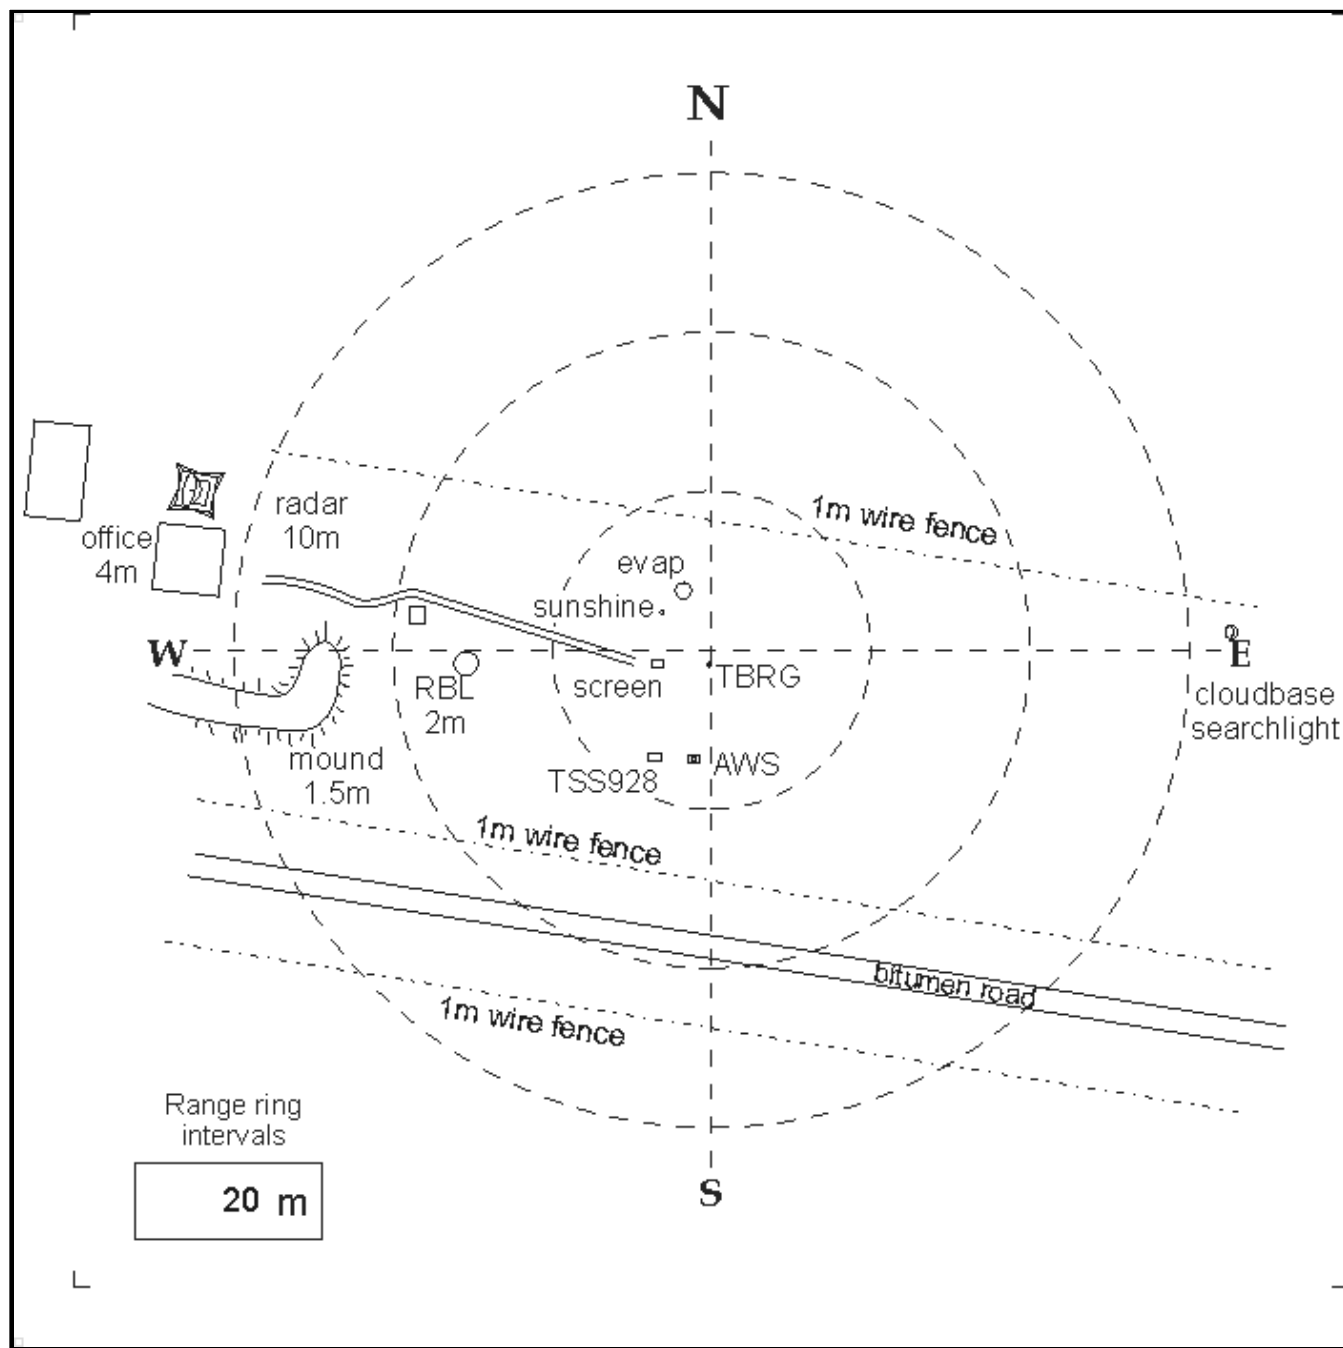 N
1m wire fence
radar
10m
office
4m
evap
sunshine
W
E
RBL
2m
screen
TBRG
cloudbase
searchlight
mound
1.5m
TSS928
AWS
1m wire fence
bitumen road
1m wire fence
Range ring
intervals
20 m
S